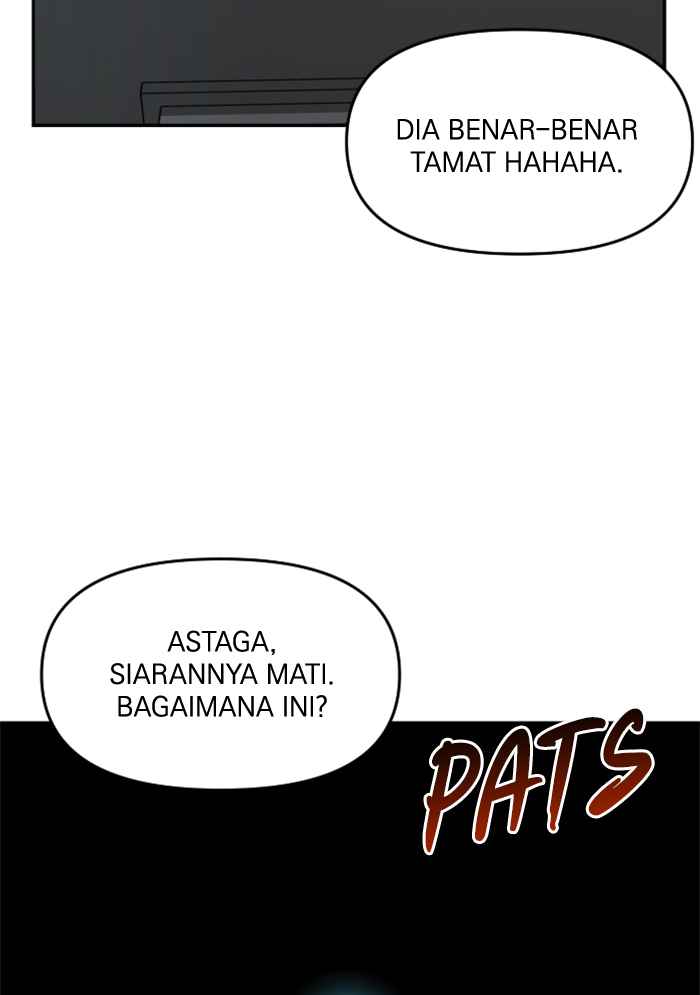 DIA BENAR-BENAR
TAMAT HAHAHA.
ASTAGA,
SIARANNYA MATI.
BAGAIMANA INI?
PATS